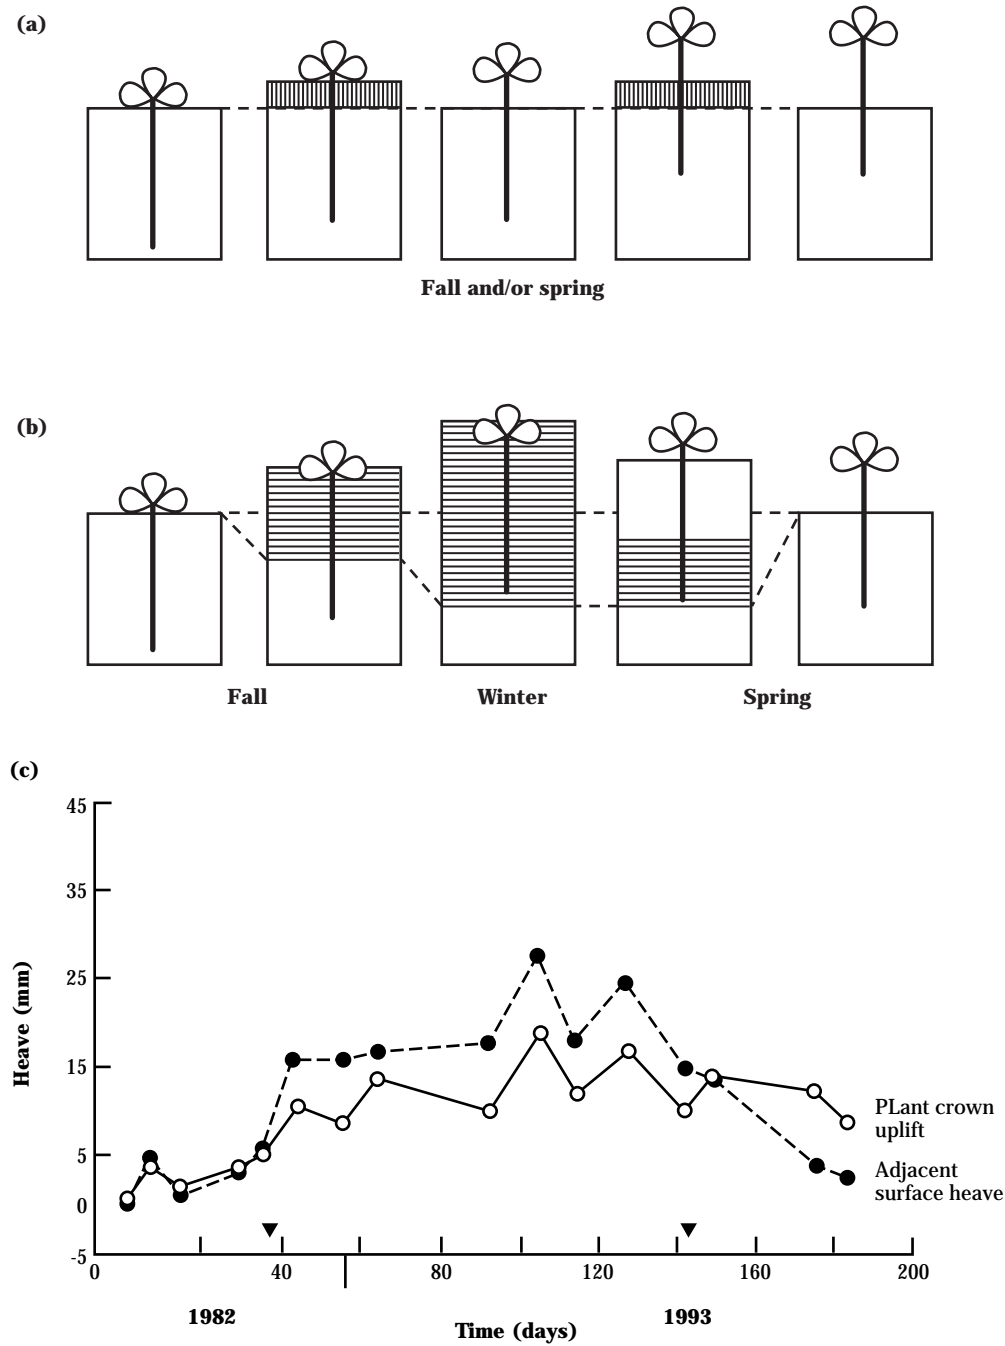 (a)
Fall and/or spring
(b)
Fall Winter Spring
(c)
45
35
25
15
5
0
-5
Heave (mm)
PLant crown
uplift
Adjacent
surface heave
0 40 80 120 160 200
1982 1993
Time (days)